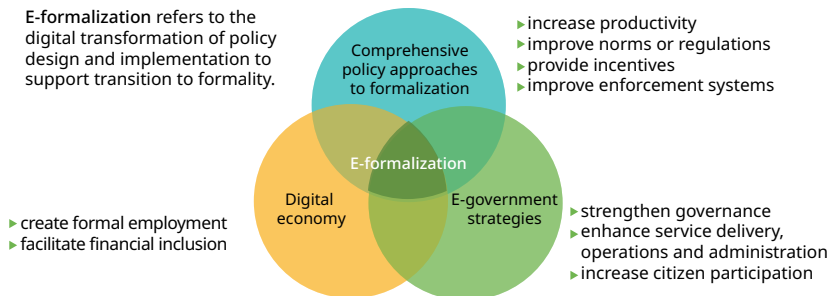 E-formalization refers to the
digital transformation of policy
design and implementation to
support transition to formality.
Comprehensive
policy approaches
to formalization
increase productivity
improve norms or regulations
provide incentives
improve enforcement systems
E-formalization
Digital
economy
E-government
strategies
create formal employment
facilitate financial inclusion
strengthen governance
enhance service delivery,
operations and administration
increase citizen participation